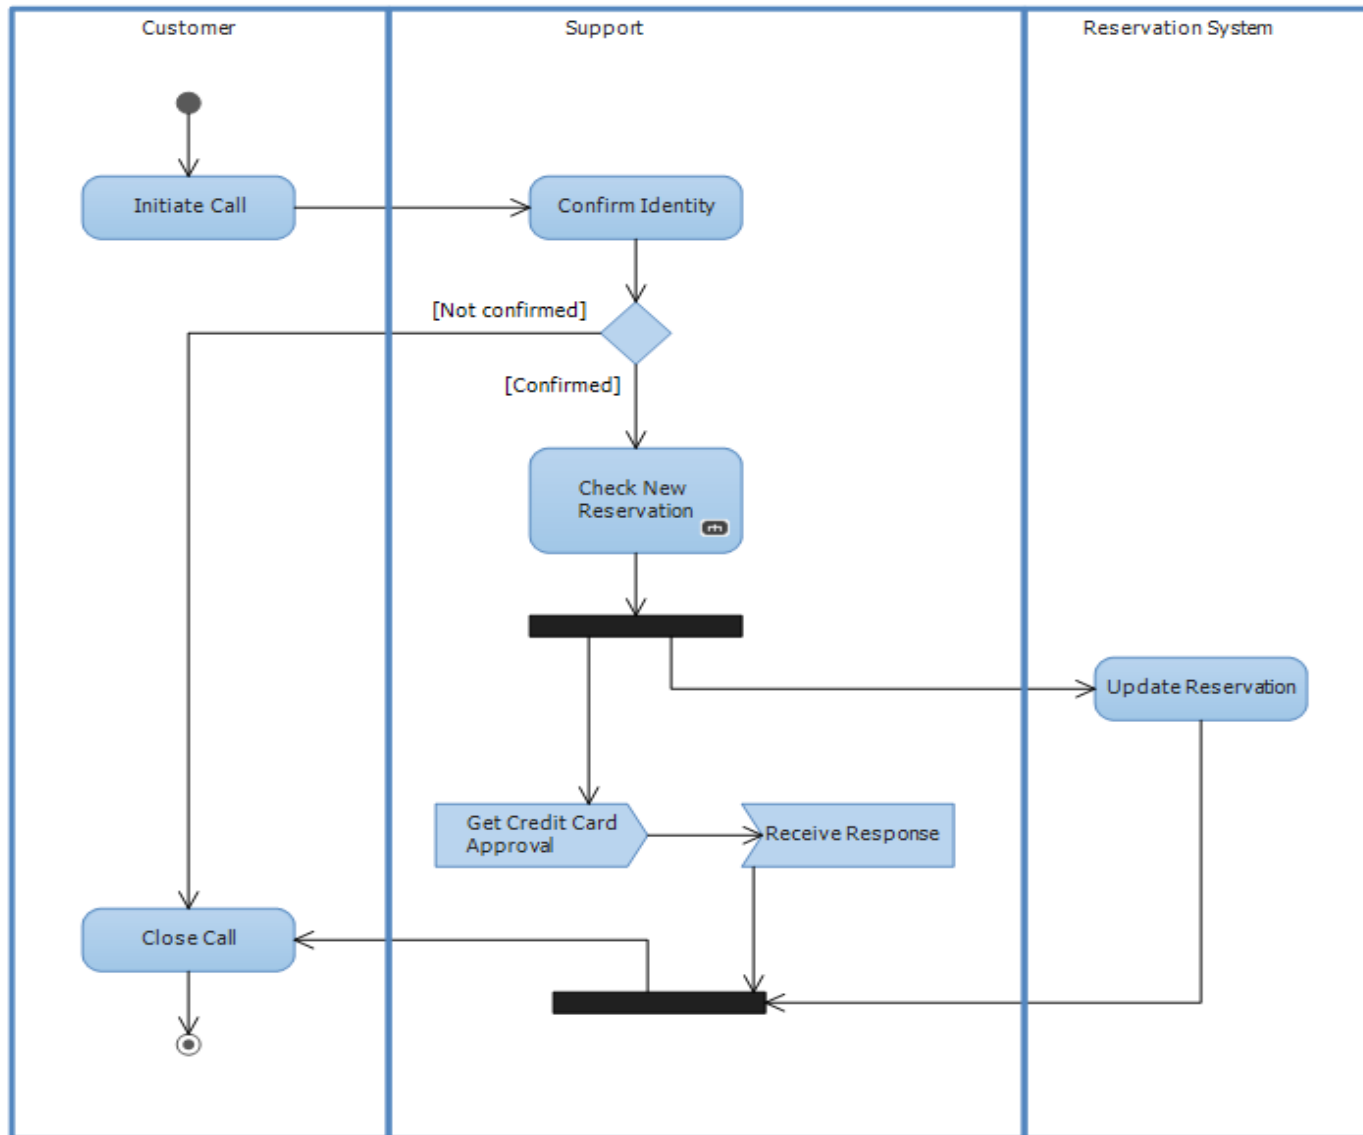 Customer
Support
Reservation System
Initiate Call
Confirm Identity
[Not confirmed]
[Confirmed]
Check New
Reservation
Update Reservation
Get Credit Card
Approval
Receive Response
Close Call